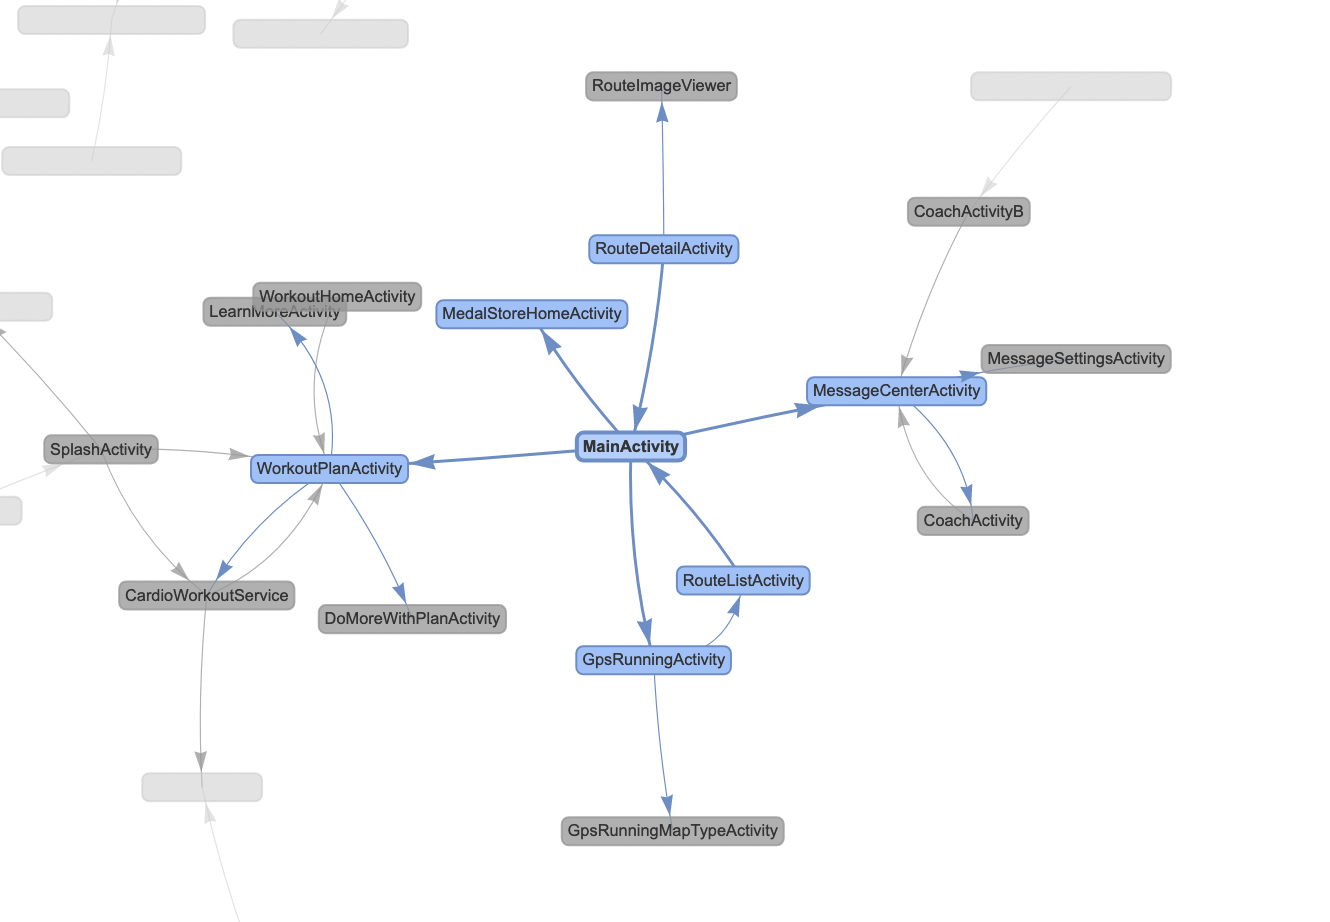 RouteImageViewer
CoachActivityB
RouteDetailActivity
WorkoutHomeActivity
LearnMoreActivity
MedalStoreHomeActivity
MessageSettingsActivity
MessageCenterActivity
MainActivity
SplashActivity
WorkoutPlanActivity
CoachActivity
RouteListActivity
CardioWorkoutService
DoMoreWithPlanActivity
GpsRunningActivity
GpsRunningMapTypeActivity